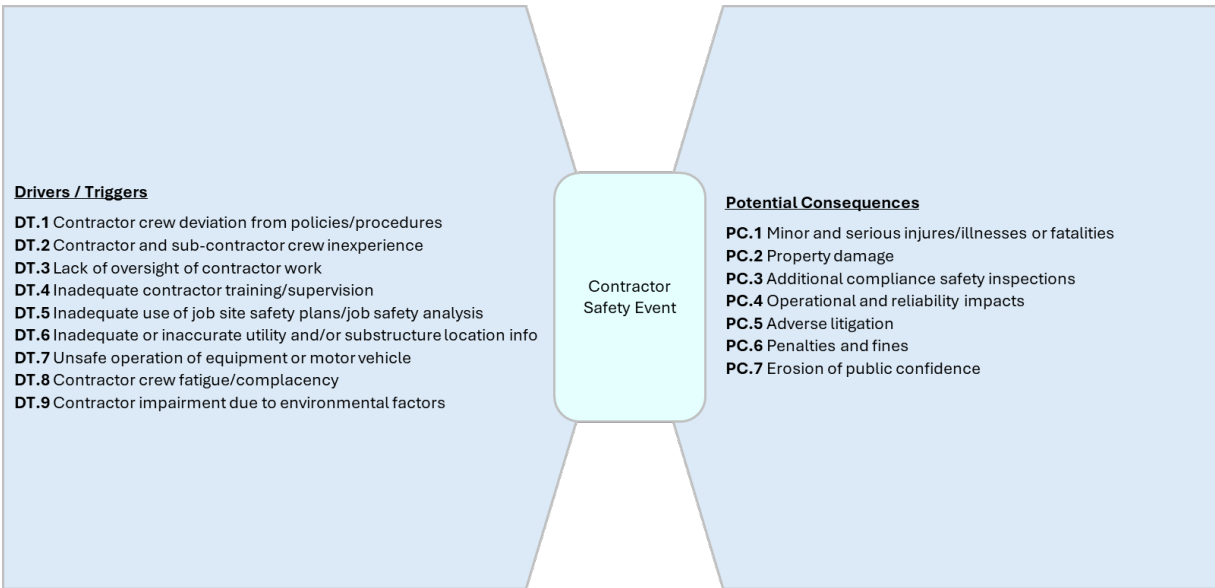 Drivers / Triggers
DT.1 Contractor crew deviation from policies/procedures
DT.2 Contractor and sub-contractor crew inexperience
DT.3 Lack of oversight of contractor work
DT.4 Inadequate contractor training/supervision
DT.5 Inadequate use of job site safety plans/job safety analysis
DT.6 Inadequate or inaccurate utility and/or substructure location info
DT.7 Unsafe operation of equipment or motor vehicle
DT.8 Contractor crew fatigue/complacency
DT.9 Contractor impairment due to environmental factors
Contractor
Safety Event
Potential Consequences
PC.1 Minor and serious injures/illnesses or fatalities
PC.2 Property damage
PC.3 Additional compliance safety inspections
PC.4 Operational and reliability impacts
PC.5 Adverse litigation
PC.6 Penalties and fines
PC.7 Erosion of public confidence